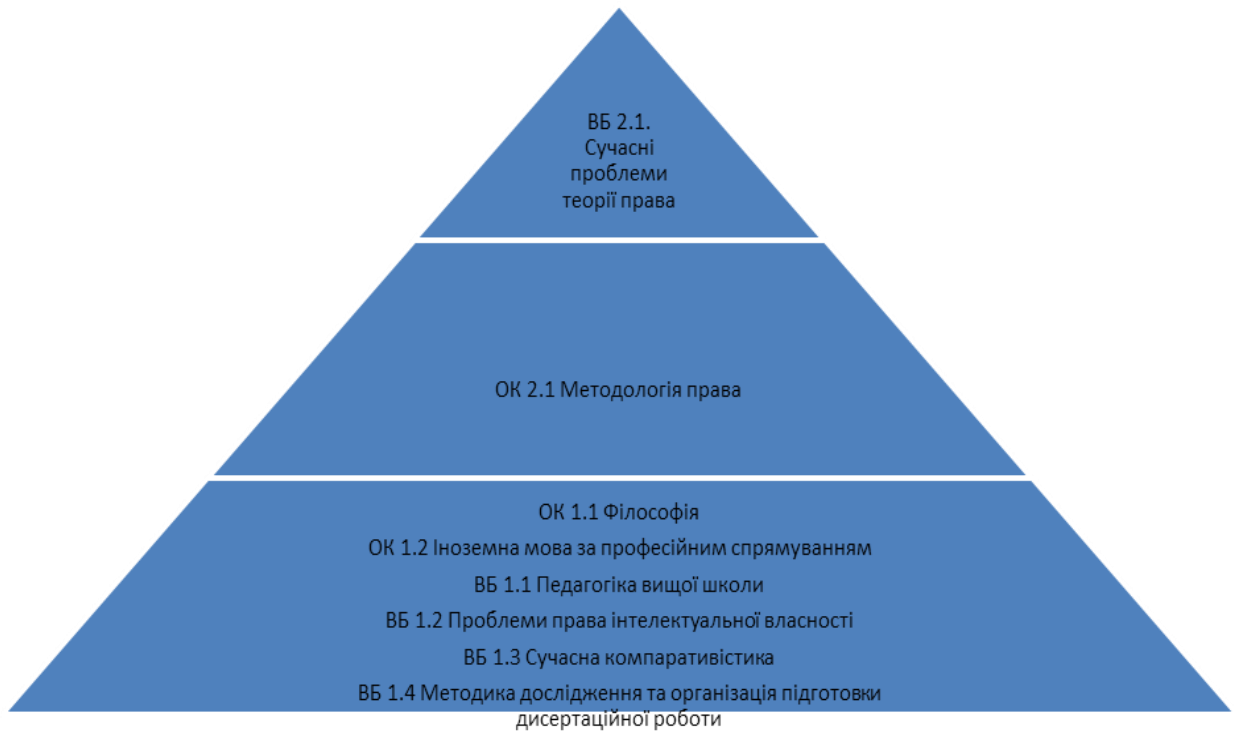 ВБ 2.1.
Сучасні
проблеми
теорії права
ОК 2.1 Методологія права
ОК 1.1 Філософія
ОК 1.2 Іноземна мова за професійним спрямуванням
ВБ 1.1 Педагогіка вищої школи
ВБ 1.2 Проблеми права інтелектуальної власності
ВБ 1.3 Сучасна компаративістика
ВБ 1.4 Методика дослідження та організація підготовки
дисертаційної роботи